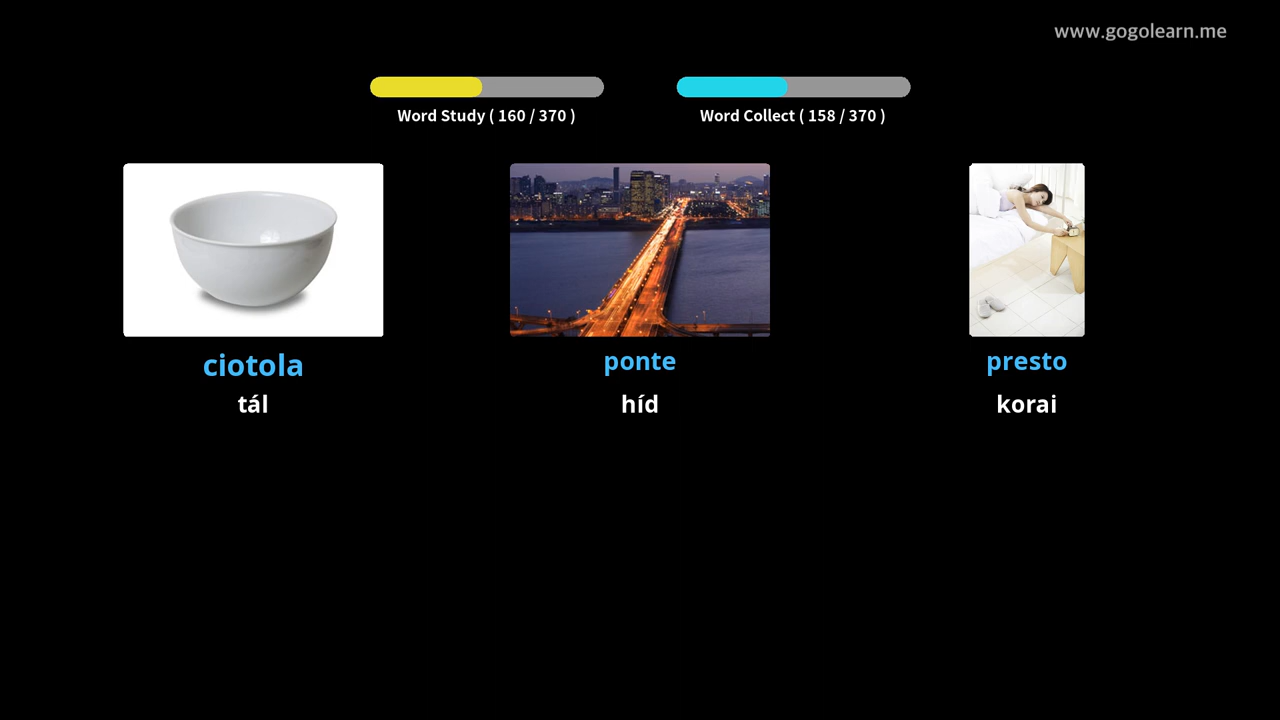 www.gogolearn.me
Word Study ( 160 / 370 )
Word Collect ( 158 / 370 )
ciotola
ponte
presto
tál
híd
korai